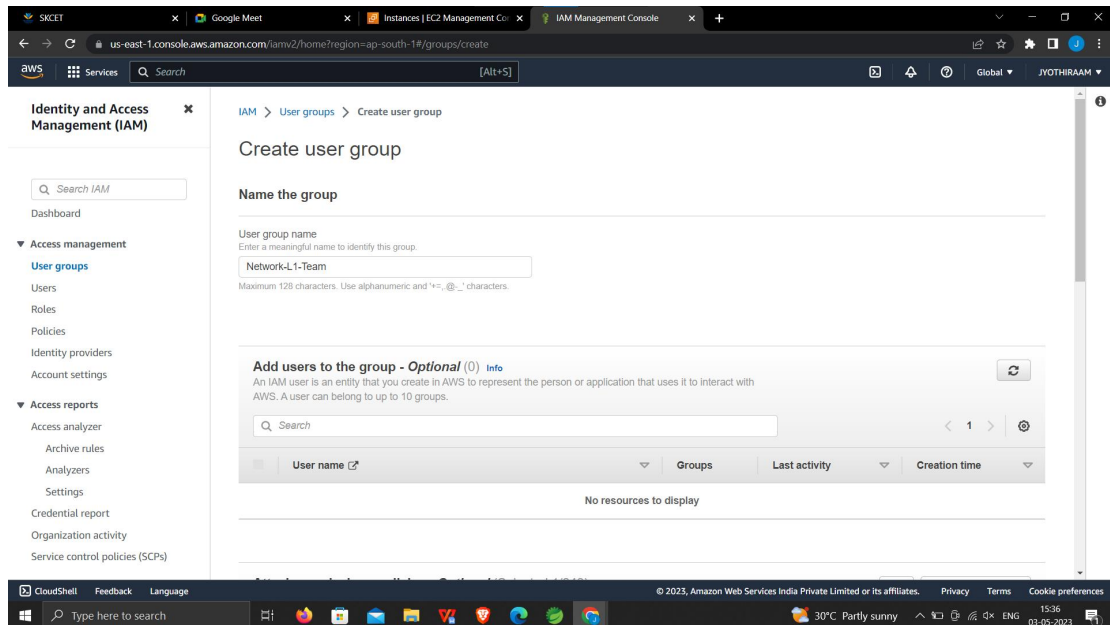 SKCET
Google Meet
Instances | EC2 Management Co
IAM Management Console
us-east-1.console.aws.amazon.com/iamv2/home?region=ap-south-1#/groups/create
aws
Services
Search
[Alt+S]
Global
JYOTHIRAAM
Identity and Access
Management (IAM)
Search IAM
Dashboard
Access management
User groups
Users
Roles
Policies
Identity providers
Account settings
Access reports
Access analyzer
Archive rules
Analyzers
Settings
Credential report
Organization activity
Service control policies (SCPs)
IAM > User groups > Create user group
Create user group
Name the group
User group name
Enter a meaningful name to identify this group.
Network-L1-Team
Maximum 128 characters. Use alphanumeric and '+=,.@-_' characters.
Add users to the group - Optional (0) Info
An IAM user is an entity that you create in AWS to represent the person or application that uses it to interact with
AWS. A user can belong to up to 10 groups.
Search
1
User name Groups Last activity Creation time
No resources to display
CloudShell Feedback Language
© 2023, Amazon Web Services India Private Limited or its affiliates. Privacy Terms Cookie preferences
Type here to search
30°C Partly sunny
ENG
15:36
03-05-2023